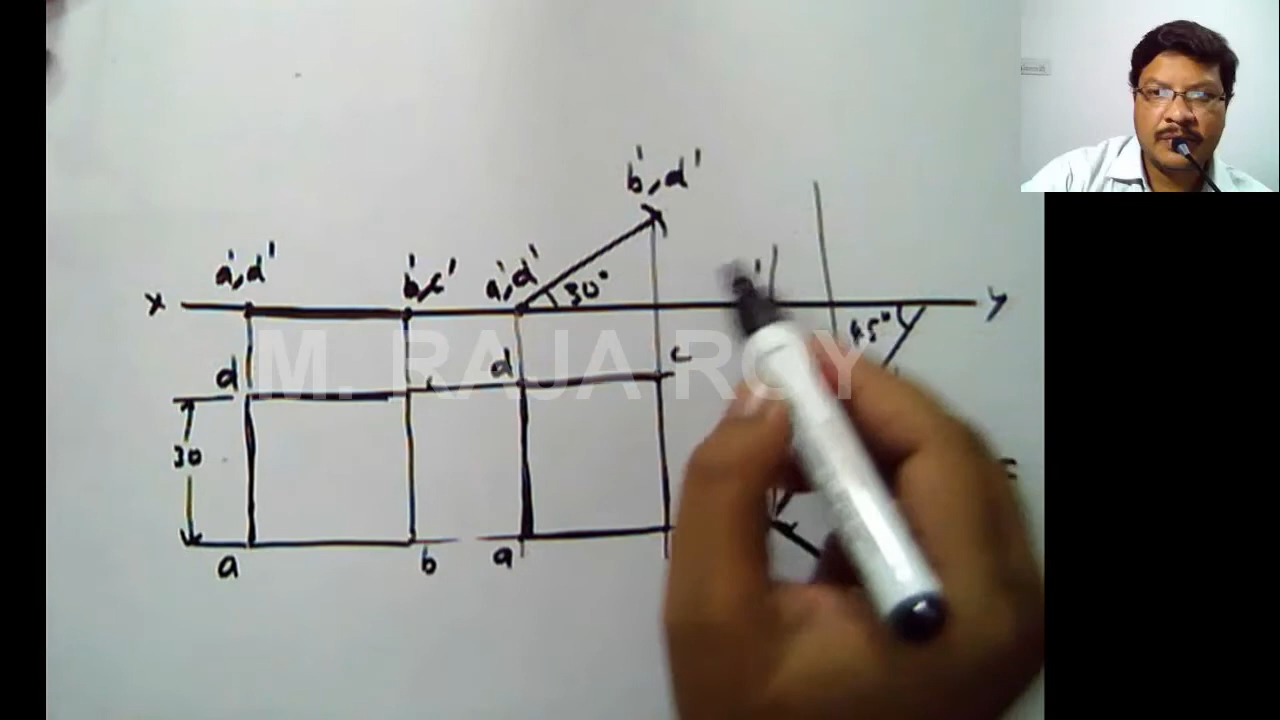 b', d'
a', d'
b', c'
a', d'
30°
x
y
45°
d
d
c
M. RAJA ROY
30
a
b
a